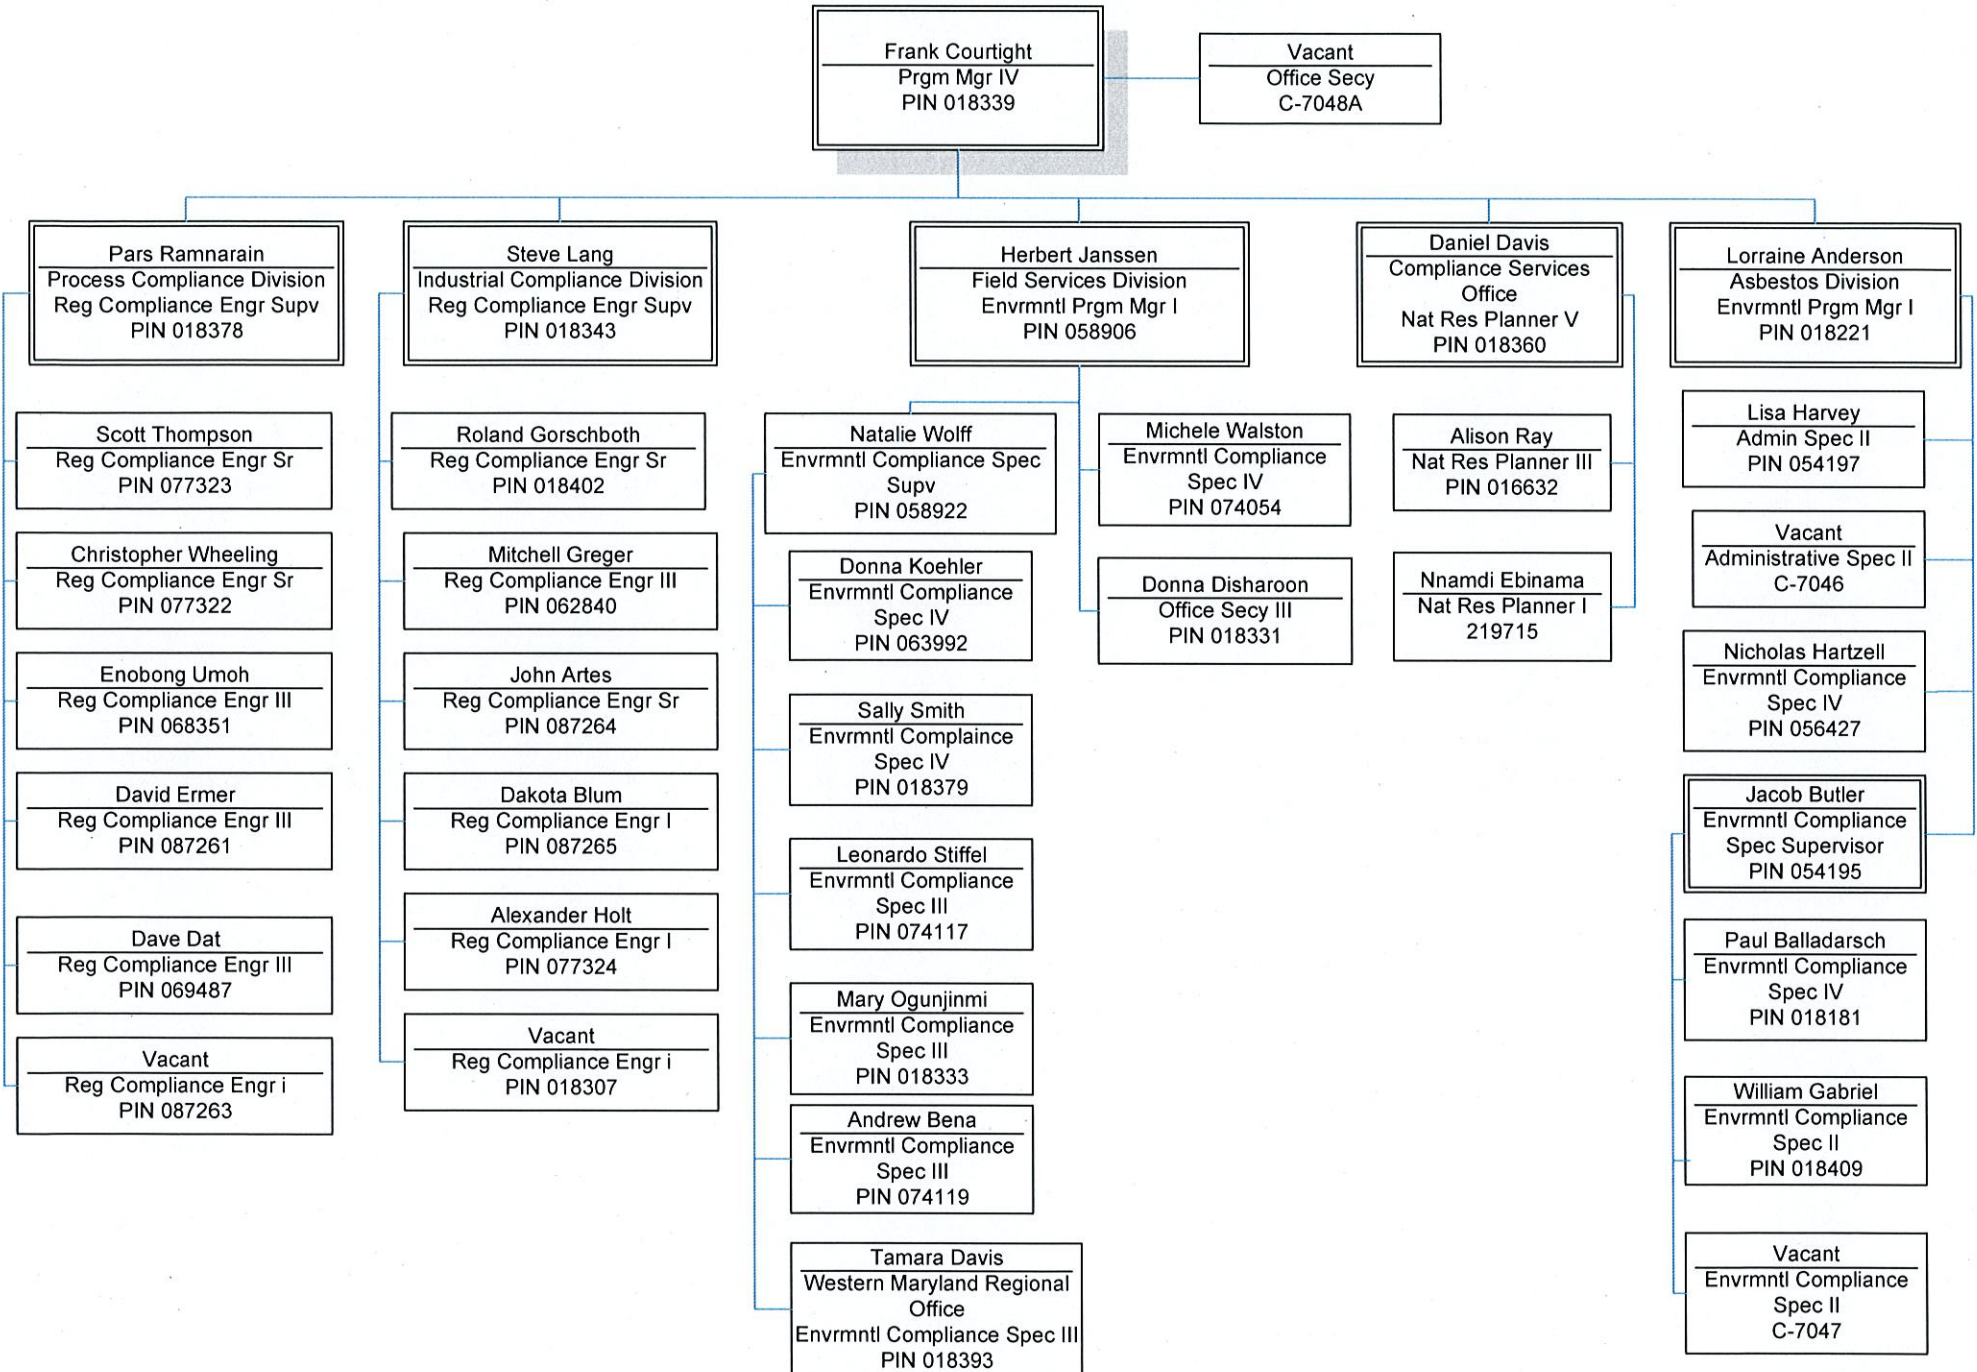 Frank Courtight
Prgm Mgr IV
PIN 018339
Vacant
Office Secy
C-7048A
Pars Ramnarain
Process Compliance Division
Reg Compliance Engr Supv
PIN 018378
Scott Thompson
Reg Compliance Engr Sr
PIN 077323
Christopher Wheeling
Reg Compliance Engr Sr
PIN 077322
Enobong Umoh
Reg Compliance Engr III
PIN 068351
David Ermer
Reg Compliance Engr III
PIN 087261
Dave Dat
Reg Compliance Engr III
PIN 069487
Vacant
Reg Compliance Engr i
PIN 087263
Steve Lang
Industrial Compliance Division
Reg Compliance Engr Supv
PIN 018343
Roland Gorschboth
Reg Compliance Engr Sr
PIN 018402
Mitchell Greger
Reg Compliance Engr III
PIN 062840
John Artes
Reg Compliance Engr Sr
PIN 087264
Dakota Blum
Reg Compliance Engr I
PIN 087265
Alexander Holt
Reg Compliance Engr I
PIN 077324
Vacant
Reg Compliance Engr i
PIN 018307
Herbert Janssen
Field Services Division
Envrmntl Prgm Mgr I
PIN 058906
Natalie Wolff
Envrmntl Compliance Spec
Supv
PIN 058922
Donna Koehler
Envrmntl Compliance
Spec IV
PIN 063992
Sally Smith
Envrmntl Complaince
Spec IV
PIN 018379
Leonardo Stiffel
Envrmntl Compliance
Spec III
PIN 074117
Mary Ogunjinmi
Envrmntl Compliance
Spec III
PIN 018333
Andrew Bena
Envrmntl Compliance
Spec III
PIN 074119
Tamara Davis
Western Maryland Regional
Office
Envrmntl Compliance Spec III
PIN 018393
Michele Walston
Envrmntl Compliance
Spec IV
PIN 074054
Donna Disharoon
Office Secy III
PIN 018331
Daniel Davis
Compliance Services
Office
Nat Res Planner V
PIN 018360
Alison Ray
Nat Res Planner III
PIN 016632
Nnamdi Ebinama
Nat Res Planner I
219715
Lorraine Anderson
Asbestos Division
Envrmntl Prgm Mgr I
PIN 018221
Lisa Harvey
Admin Spec II
PIN 054197
Vacant
Administrative Spec II
C-7046
Nicholas Hartzell
Envrmntl Compliance
Spec IV
PIN 056427
Jacob Butler
Envrmntl Compliance
Spec Supervisor
PIN 054195
Paul Balladarsch
Envrmntl Compliance
Spec IV
PIN 018181
William Gabriel
Envrmntl Compliance
Spec II
PIN 018409
Vacant
Envrmntl Compliance
Spec II
C-7047